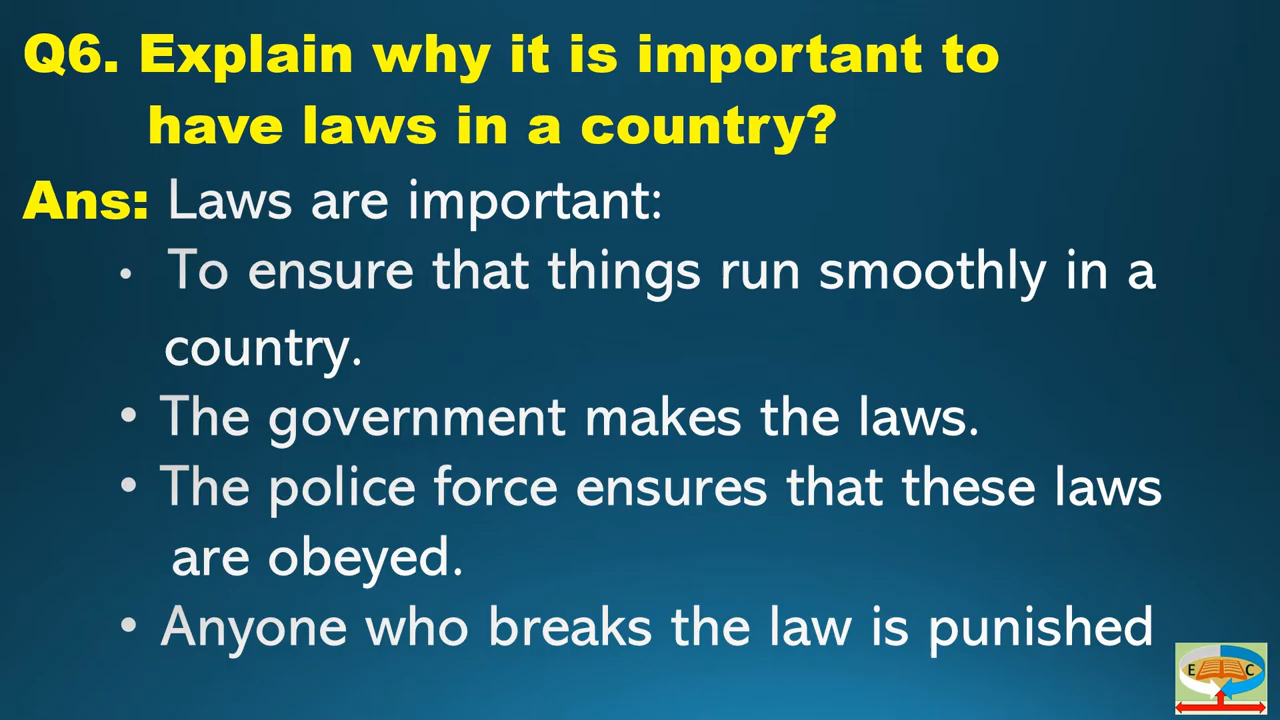 Q6. Explain why it is important to
have laws in a country?
Ans: Laws are important:
• To ensure that things run smoothly in a
country.
• The government makes the laws.
• The police force ensures that these laws
are obeyed.
• Anyone who breaks the law is punished
E C